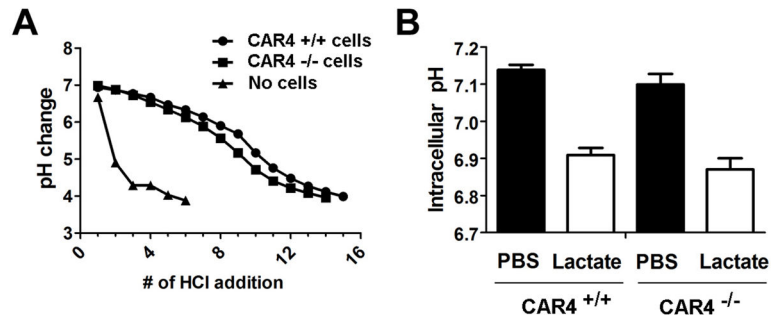 A
CAR4 +/+ cells
CAR4 -/- cells
No cells
pH change
8
7
6
5
4
3
0 4 8 12 16
# of HCl addition
B
Intracellular pH
7.2
7.1
7.0
6.9
6.8
6.7
PBS Lactate PBS Lactate
CAR4 +/+ CAR4 -/-